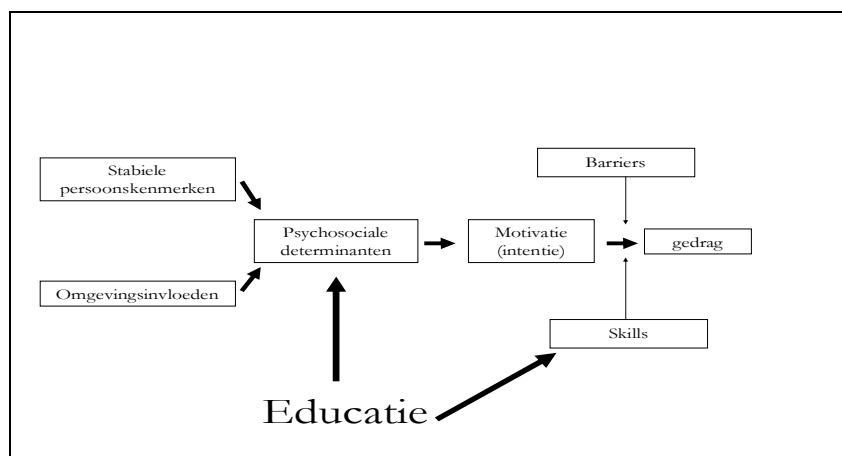 Barriers
Stabiele
persoonskenmerken
Psychosociale
determinanten
Motivatie
(intentie)
gedrag
Omgevingsinvloeden
Skills
Educatie